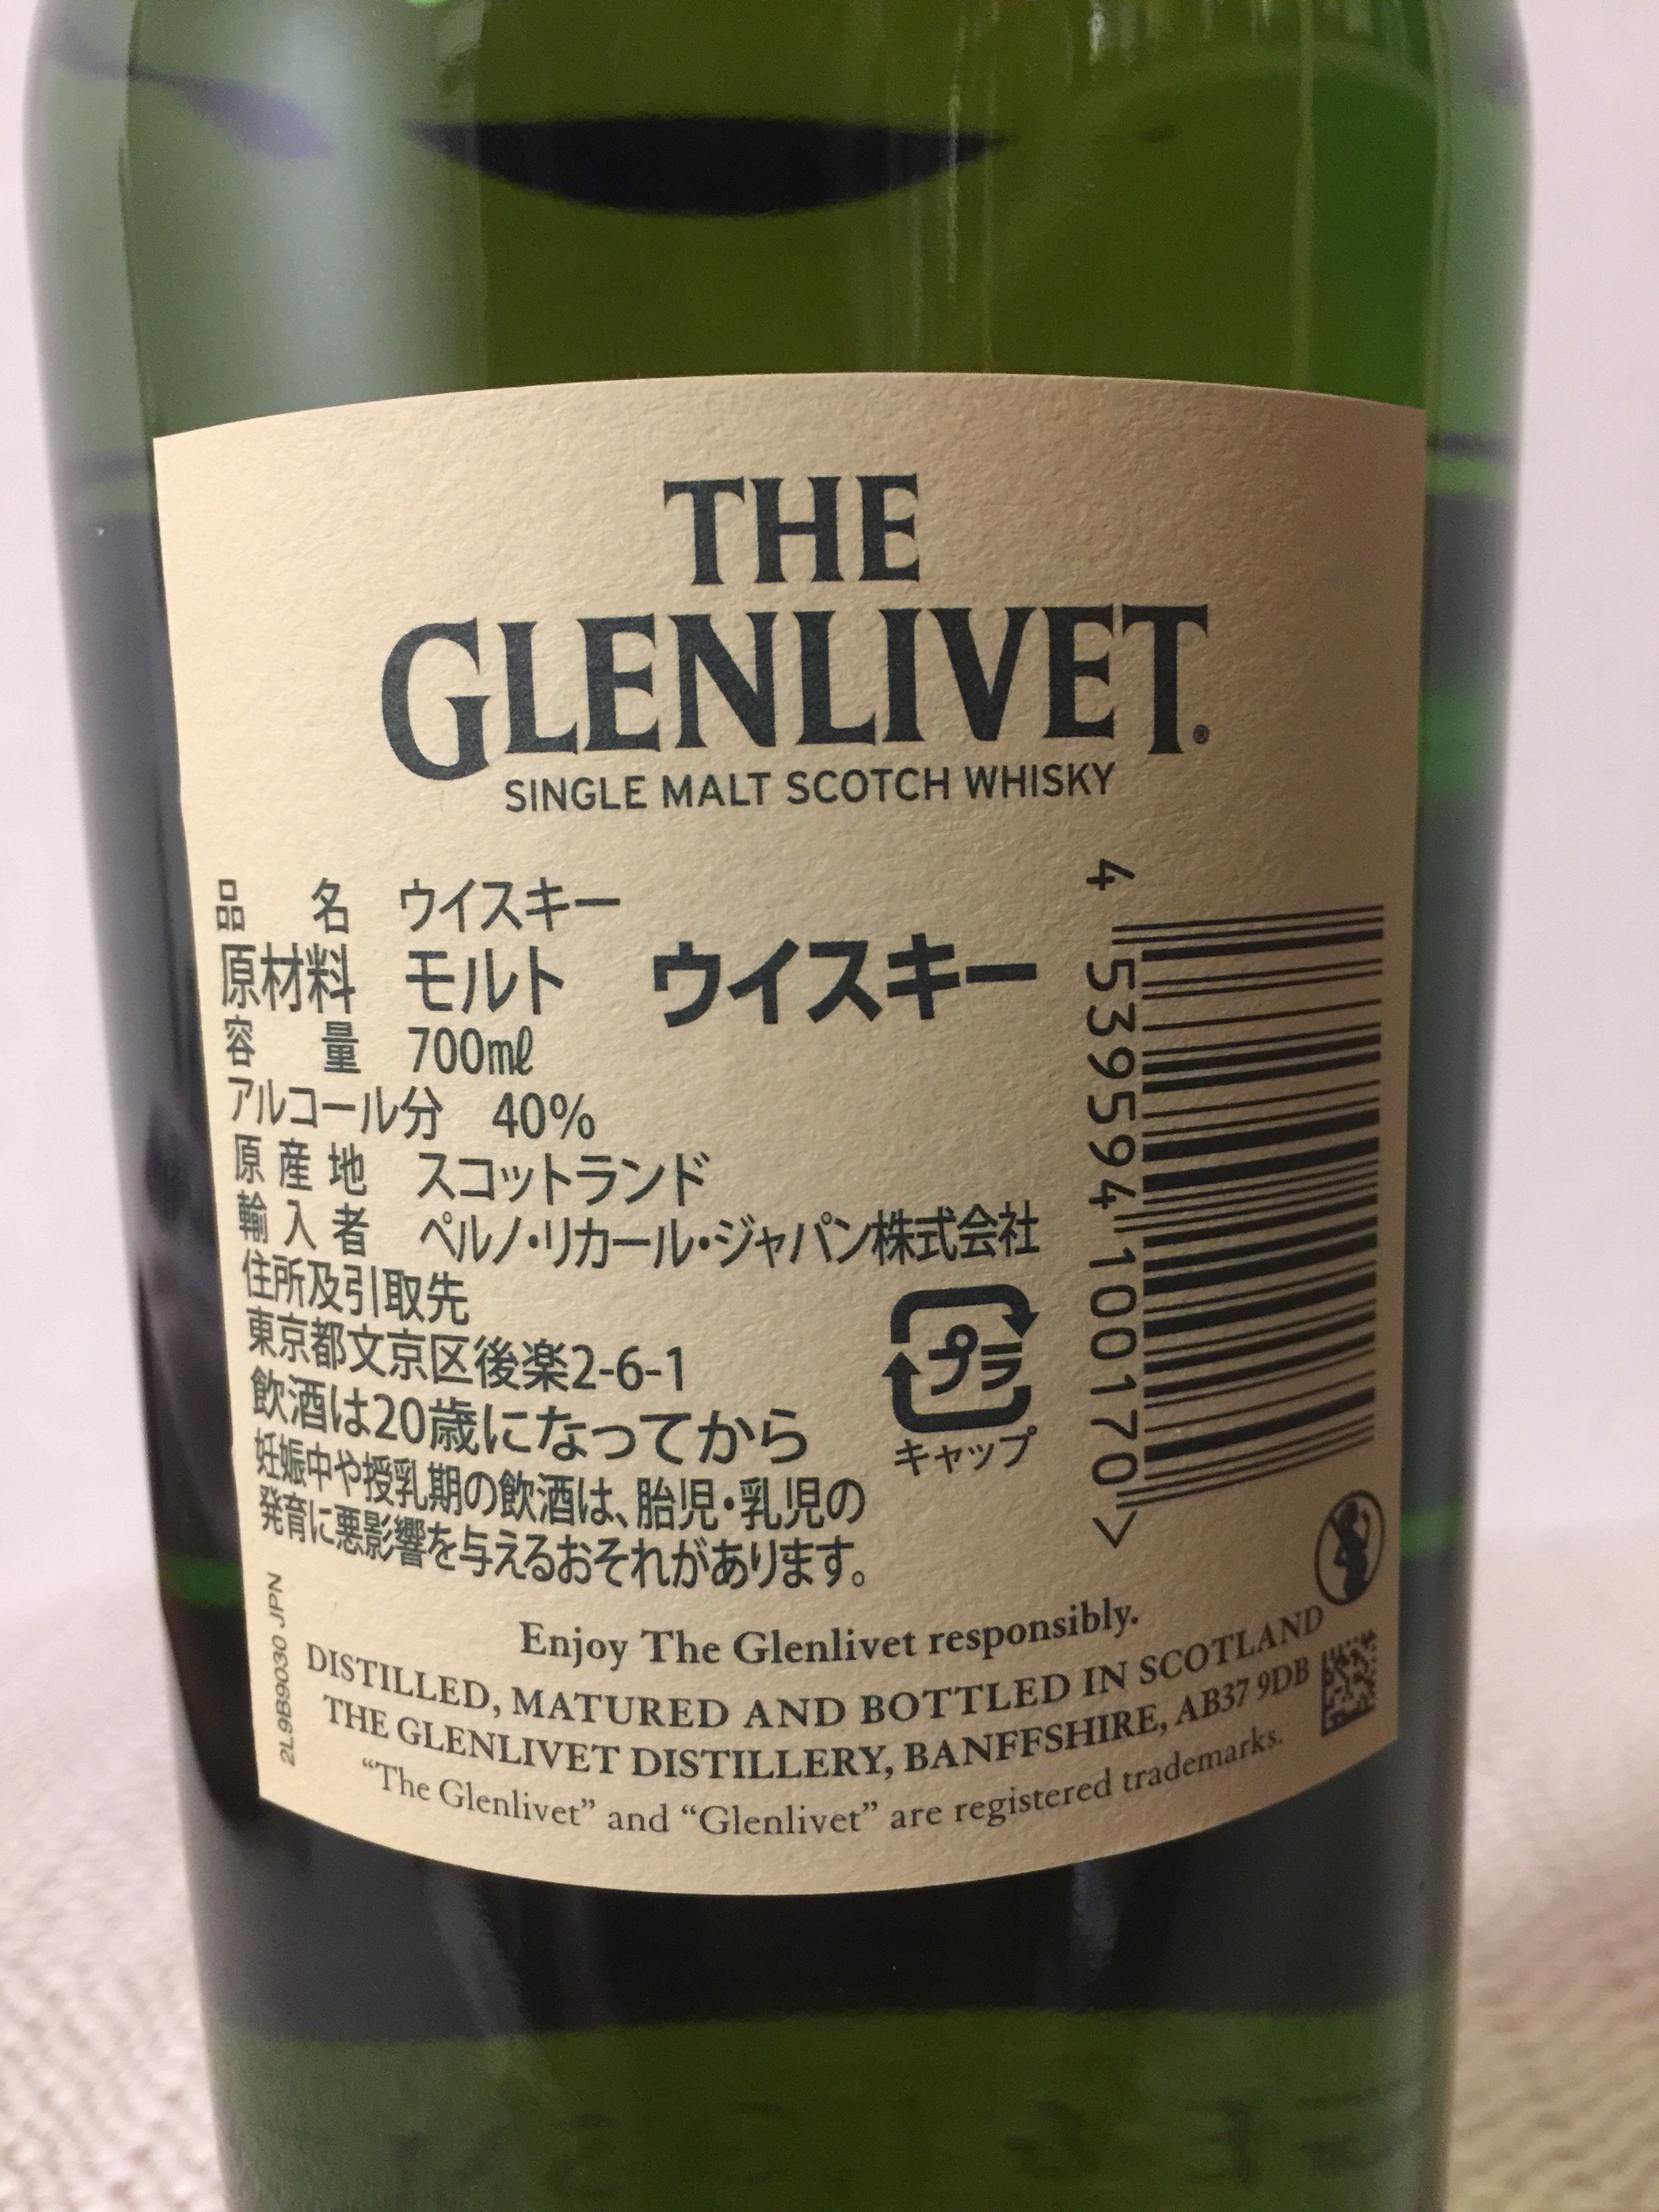 THE
GLENLIVET®
SINGLE MALT SCOTCH WHISKY
品名 ウイスキー
原材料 モルト ウイスキー
容量 700mℓ
アルコール分 40%
原産地 スコットランド
輸入者 ペルノ・リカール・ジャパン株式会社
住所及引取先
東京都文京区後楽2-6-1
飲酒は20歳になってから
妊娠中や授乳期の飲酒は、胎児・乳児の
発育に悪影響を与えるおそれがあります。
プラ
キャップ
4 539594 100170>
2L9B9030 JPN
Enjoy The Glenlivet responsibly.
DISTILLED, MATURED AND BOTTLED IN SCOTLAND
THE GLENLIVET DISTILLERY, BANFFSHIRE, AB37 9DB
“The Glenlivet” and “Glenlivet” are registered trademarks.